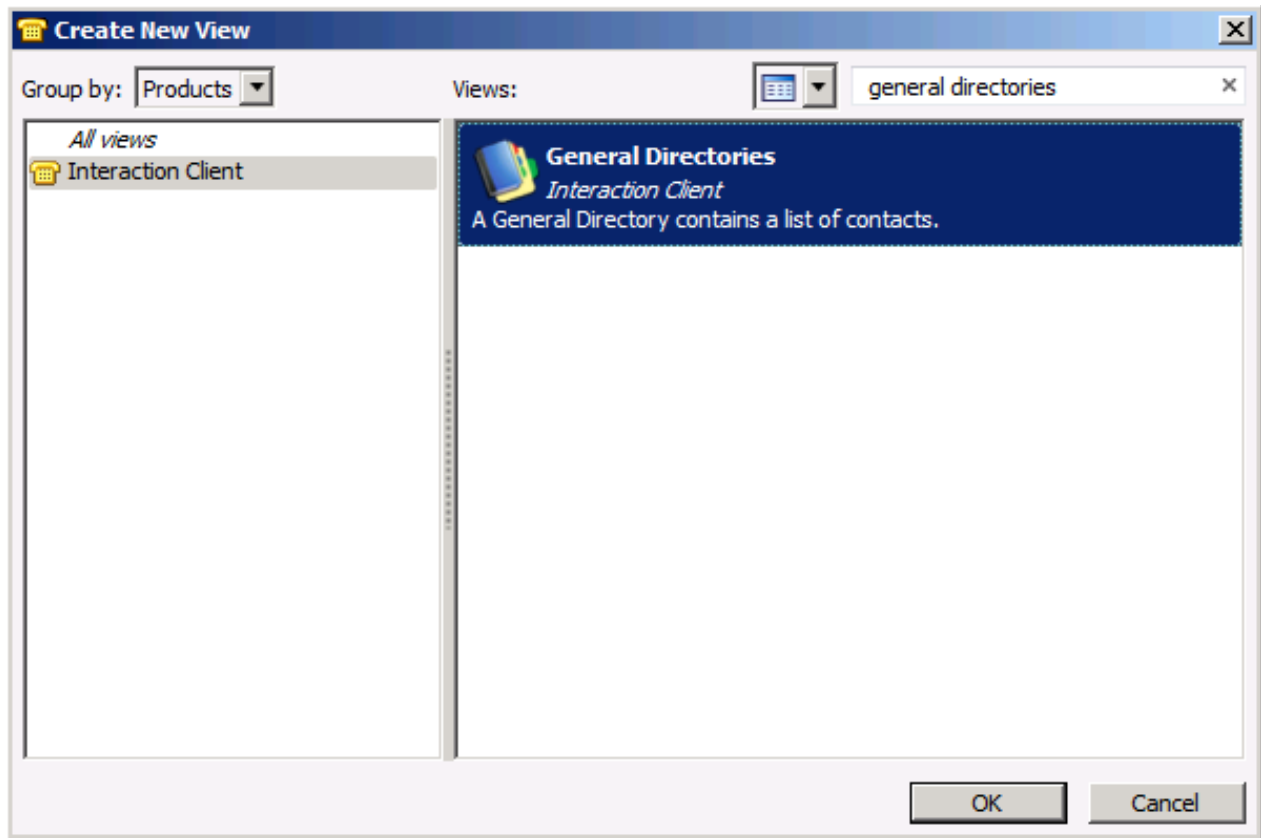 Create New View
Group by: Products
Views:
general directories
All views
Interaction Client
General Directories
Interaction Client
A General Directory contains a list of contacts.
OK
Cancel